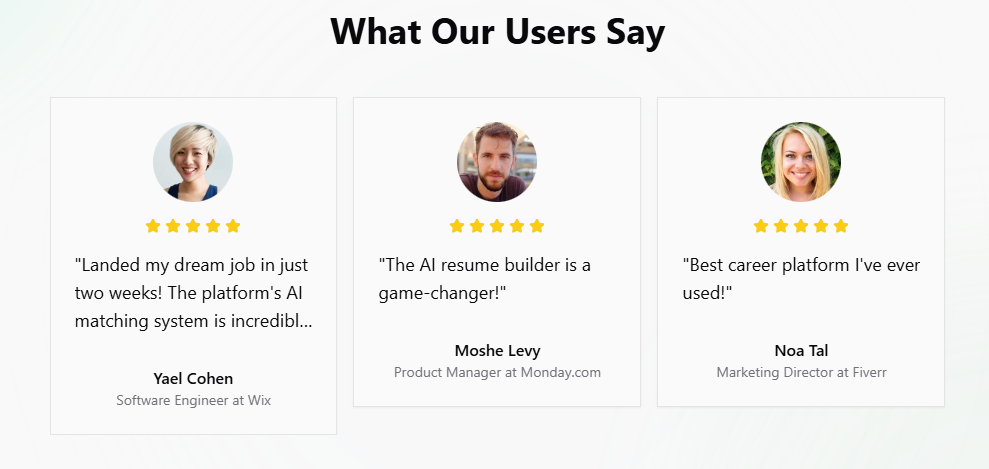 What Our Users Say
"Landed my dream job in just
two weeks! The platform's AI
matching system is incredibl...
Yael Cohen
Software Engineer at Wix
"The AI resume builder is a
game-changer!"
Moshe Levy
Product Manager at Monday.com
"Best career platform I've ever
used!"
Noa Tal
Marketing Director at Fiverr